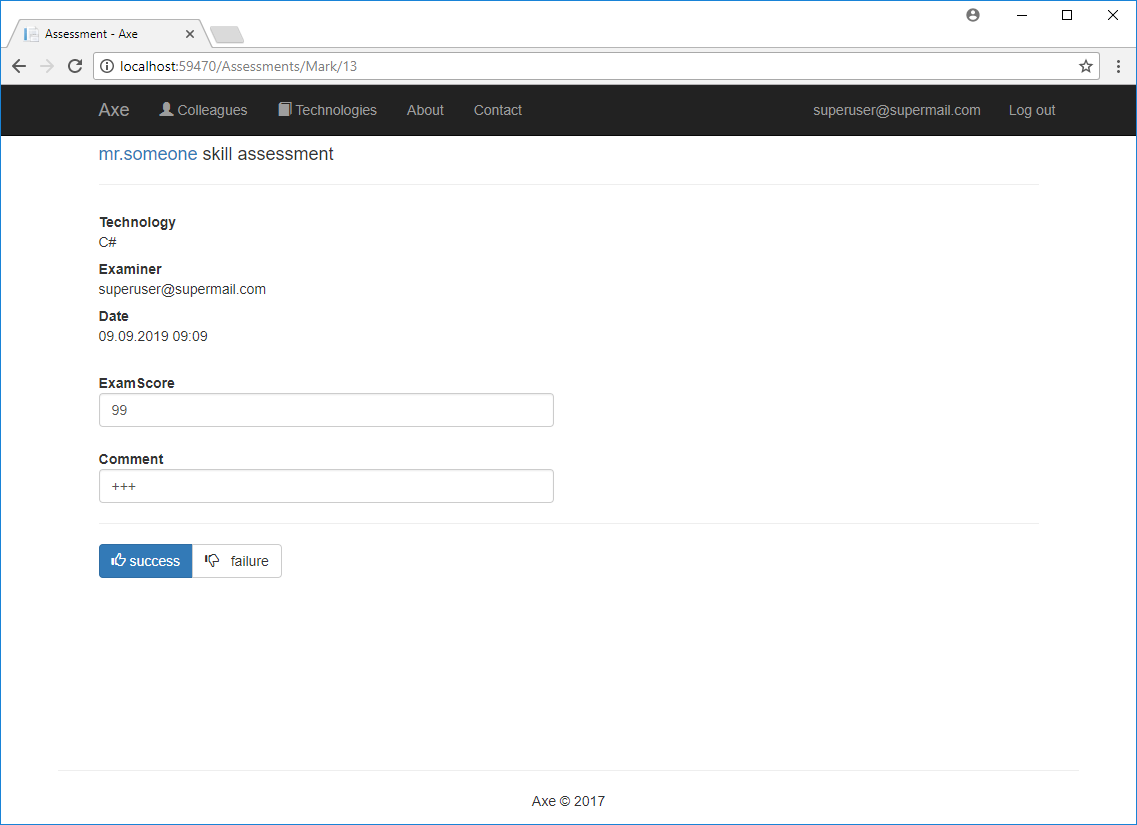 Assessment - Axe
localhost:59470/Assessments/Mark/13
Axe Colleagues Technologies About Contact superuser@supermail.com Log out
mr.someone skill assessment
Technology
C#
Examiner
superuser@supermail.com
Date
09.09.2019 09:09
ExamScore
99
Comment
+++
success failure
Axe © 2017